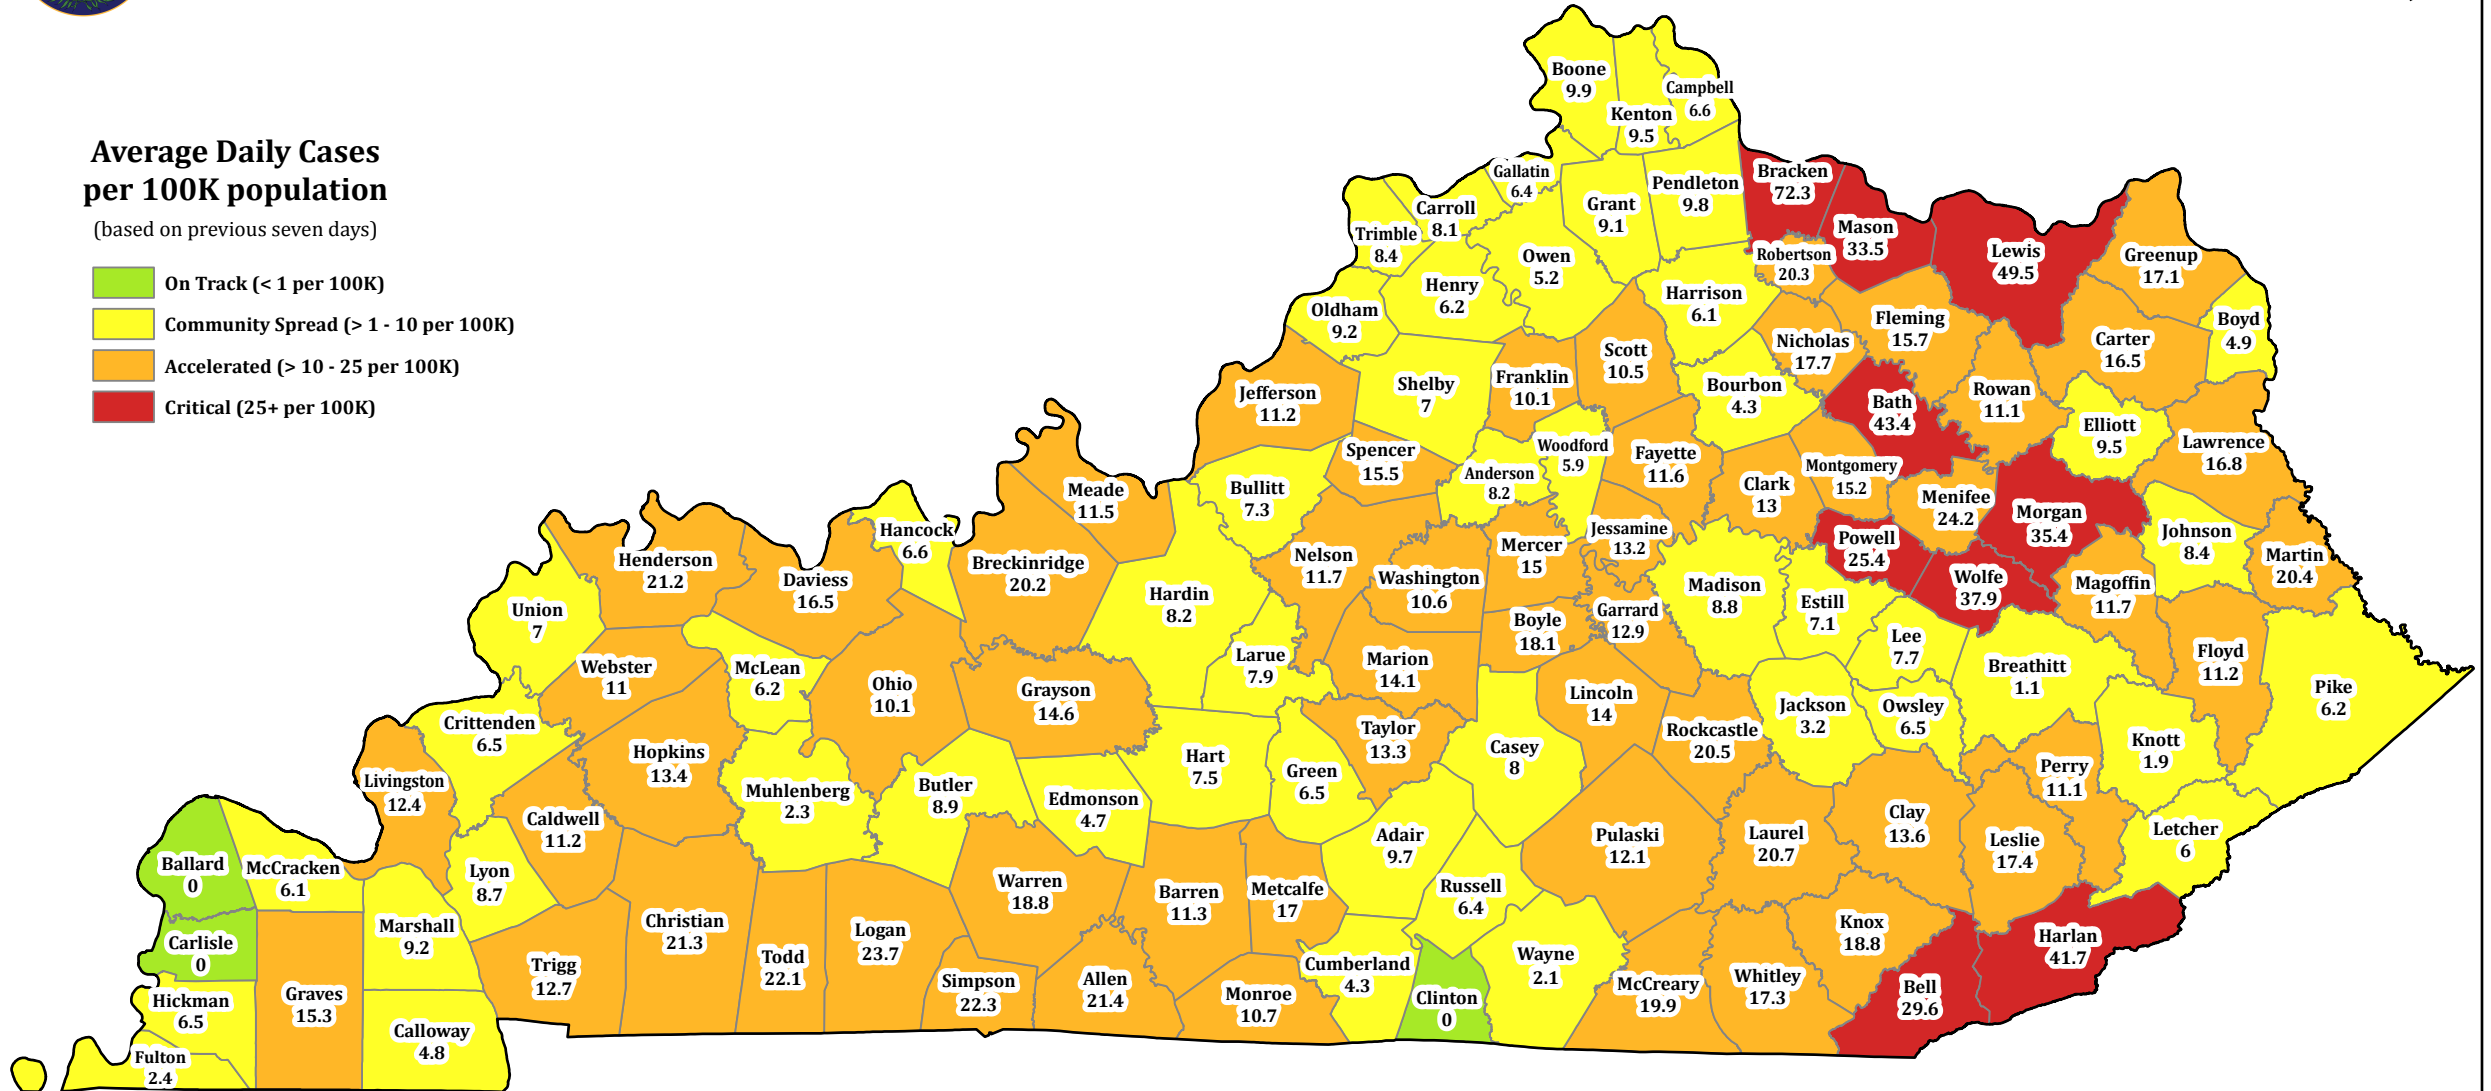 Average Daily Cases
per 100K population
(based on previous seven days)
On Track (< 1 per 100K)
Community Spread (> 1 - 10 per 100K)
Accelerated (> 10 - 25 per 100K)
Critical (25+ per 100K)
Boone
9.9
Kenton
9.5
Campbell
6.6
Gallatin
6.4
Carroll
8.1
Trimble
8.4
Grant
9.1
Pendleton
9.8
Bracken
72.3
Mason
33.5
Robertson
20.3
Lewis
49.5
Greenup
17.1
Boyd
4.9
Carter
16.5
Owen
5.2
Henry
6.2
Oldham
9.2
Harrison
6.1
Nicholas
17.7
Fleming
15.7
Scott
10.5
Franklin
10.1
Shelby
7
Jefferson
11.2
Bourbon
4.3
Bath
43.4
Rowan
11.1
Elliott
9.5
Lawrence
16.8
Woodford
5.9
Fayette
11.6
Anderson
8.2
Spencer
15.5
Bullitt
7.3
Clark
13
Montgomery
15.2
Menifee
24.2
Morgan
35.4
Johnson
8.4
Martin
20.4
Meade
11.5
Hancock
6.6
Breckinridge
20.2
Henderson
21.2
Daviess
16.5
Union
7
Hardin
8.2
Nelson
11.7
Washington
10.6
Mercer
15
Jessamine
13.2
Powell
25.4
Wolfe
37.9
Magoffin
11.7
Madison
8.8
Estill
7.1
Garrard
12.9
Boyle
18.1
Lee
7.7
Breathitt
1.1
Floyd
11.2
Pike
6.2
Webster
11
McLean
6.2
Ohio
10.1
Grayson
14.6
Larue
7.9
Marion
14.1
Lincoln
14
Jackson
3.2
Owsley
6.5
Knott
1.9
Crittenden
6.5
Hopkins
13.4
Livingston
12.4
Muhlenberg
2.3
Butler
8.9
Edmonson
4.7
Hart
7.5
Green
6.5
Taylor
13.3
Casey
8
Rockcastle
20.5
Perry
11.1
Caldwell
11.2
Adair
9.7
Pulaski
12.1
Laurel
20.7
Clay
13.6
Leslie
17.4
Letcher
6
Ballard
0
McCracken
6.1
Lyon
8.7
Warren
18.8
Barren
11.3
Metcalfe
17
Russell
6.4
Carlisle
0
Marshall
9.2
Christian
21.3
Todd
22.1
Logan
23.7
Trigg
12.7
Simpson
22.3
Allen
21.4
Monroe
10.7
Cumberland
4.3
Clinton
0
Wayne
2.1
McCreary
19.9
Whitley
17.3
Knox
18.8
Bell
29.6
Harlan
41.7
Hickman
6.5
Graves
15.3
Calloway
4.8
Fulton
2.4